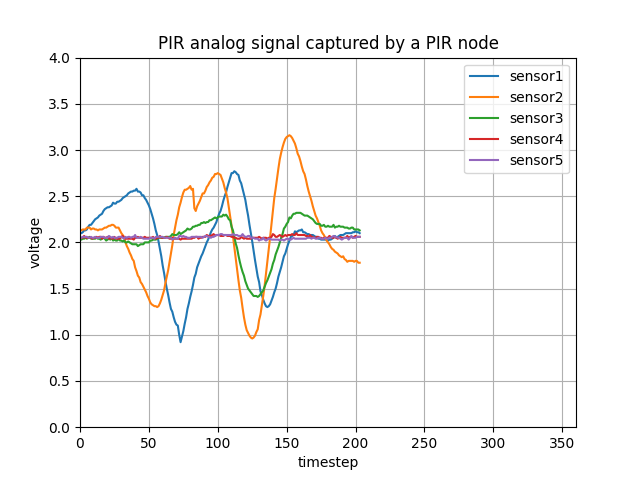 PIR analog signal captured by a PIR node
4.0
3.5
3.0
2.5
2.0
1.5
1.0
0.5
0.0
voltage
sensor1
sensor2
sensor3
sensor4
sensor5
0 50 100 150 200 250 300 350
timestep